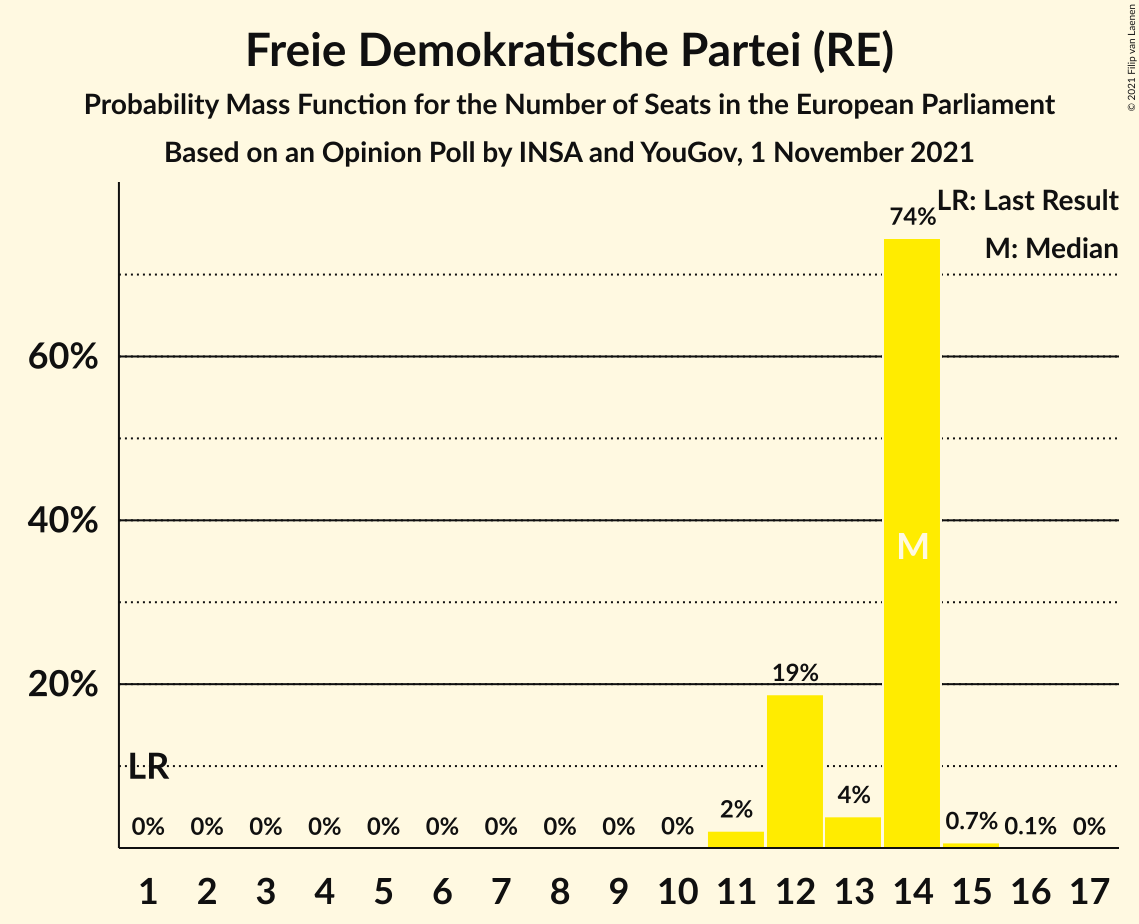 Freie Demokratische Partei (RE)
Probability Mass Function for the Number of Seats in the European Parliament
Based on an Opinion Poll by INSA and YouGov, 1 November 2021
© 2021 Filip van Laenen
LR: Last Result
M: Median
74%
60%
40%
M
20%
19%
LR
0% 0% 0% 0% 0% 0% 0% 0% 0% 0% 2% 4% 0.7% 0.1% 0%
1 2 3 4 5 6 7 8 9 10 11 12 13 14 15 16 17